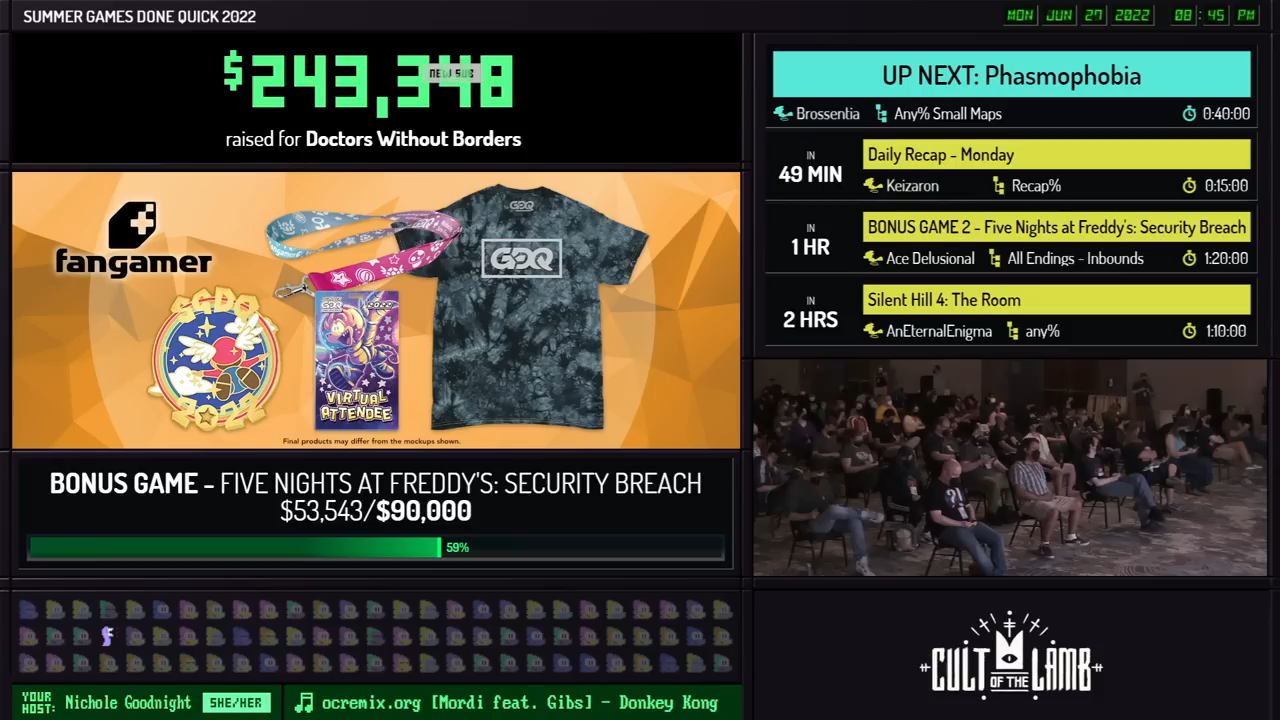 SUMMER GAMES DONE QUICK 2022
MON JUN 27 2022 08:45 PM
$243,348
NEW SUB
raised for Doctors Without Borders
fangamer
GDQ
GDQ
SGDQ
2022
GDQ
2022
VIRTUAL
ATTENDEE
Final products may differ from the mockups shown.
BONUS GAME - FIVE NIGHTS AT FREDDY'S: SECURITY BREACH
$53,543/$90,000
59%
YOUR HOST: Nichole Goodnight SHE/HER
ocremix.org [Mordi feat. Gibs] - Donkey Kong
UP NEXT: Phasmophobia
Brossentia Any% Small Maps 0:40:00
IN
49 MIN
Daily Recap - Monday
Keizaron Recap% 0:15:00
IN
1 HR
BONUS GAME 2 - Five Nights at Freddy's: Security Breach
Ace Delusional All Endings - Inbounds 1:20:00
IN
2 HRS
Silent Hill 4: The Room
AnEternalEnigma any% 1:10:00
CULT OF THE LAMB